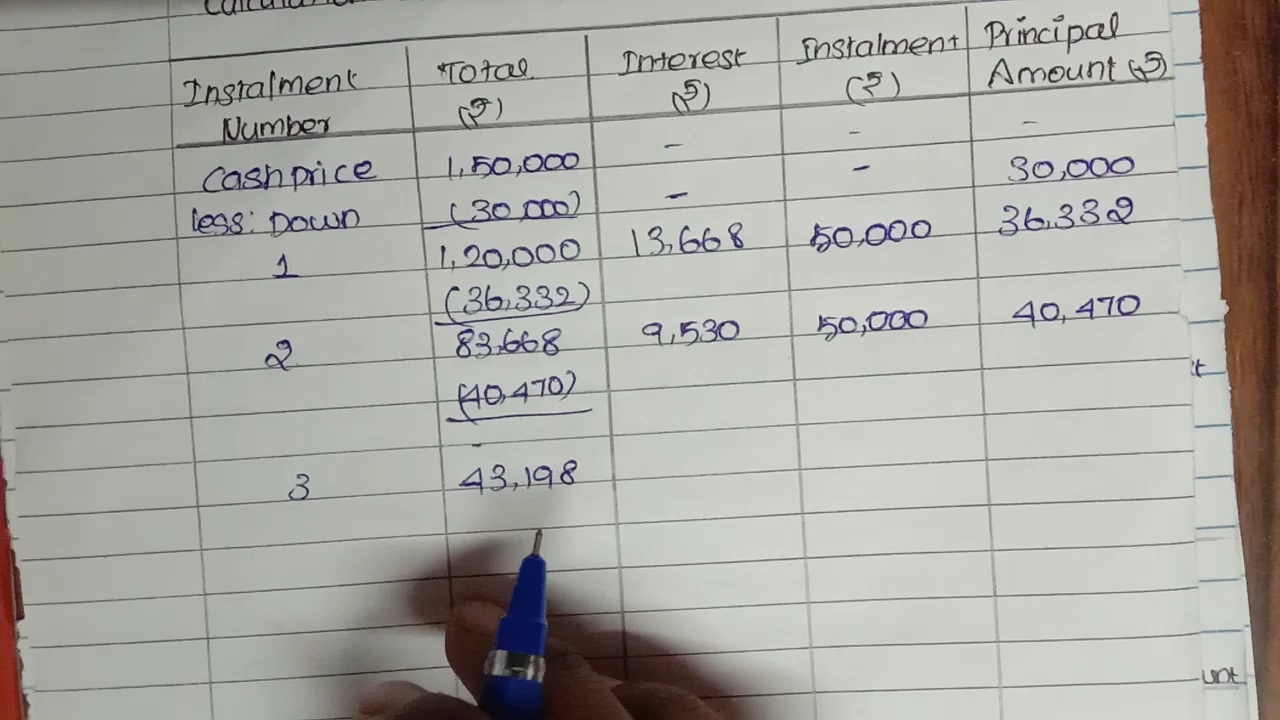 Instalment Number Total (₹) Interest (₹) Instalment (₹) Principal Amount (₹)
Cash price 1,50,000 - - -
less: Down (30,000) - - 30,000
1 1,20,000 13,668 50,000 36,332
(36,332)
2 83,668 9,530 50,000 40,470
(40,470)
3 43,198
t
unt